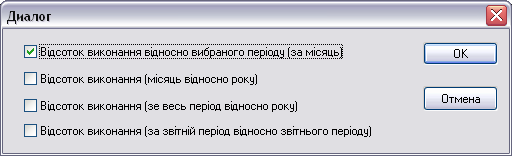 Диалог
Відсоток виконання відносно вибраного періоду (за місяць)
OK
Відсоток виконання (місяць відносно року)
Відсоток виконання (зе весь період відносно року)
Отмена
Відсоток виконання (за звітній період відносно звітнього періоду)